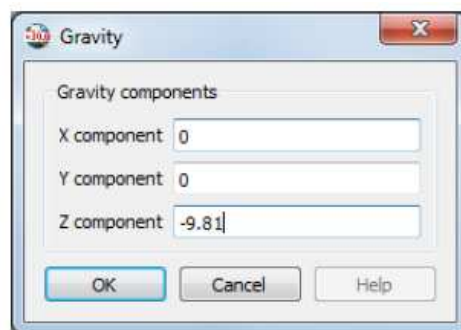 Gravity
Gravity components
X component 0
Y component 0
Z component -9.81
OK Cancel Help